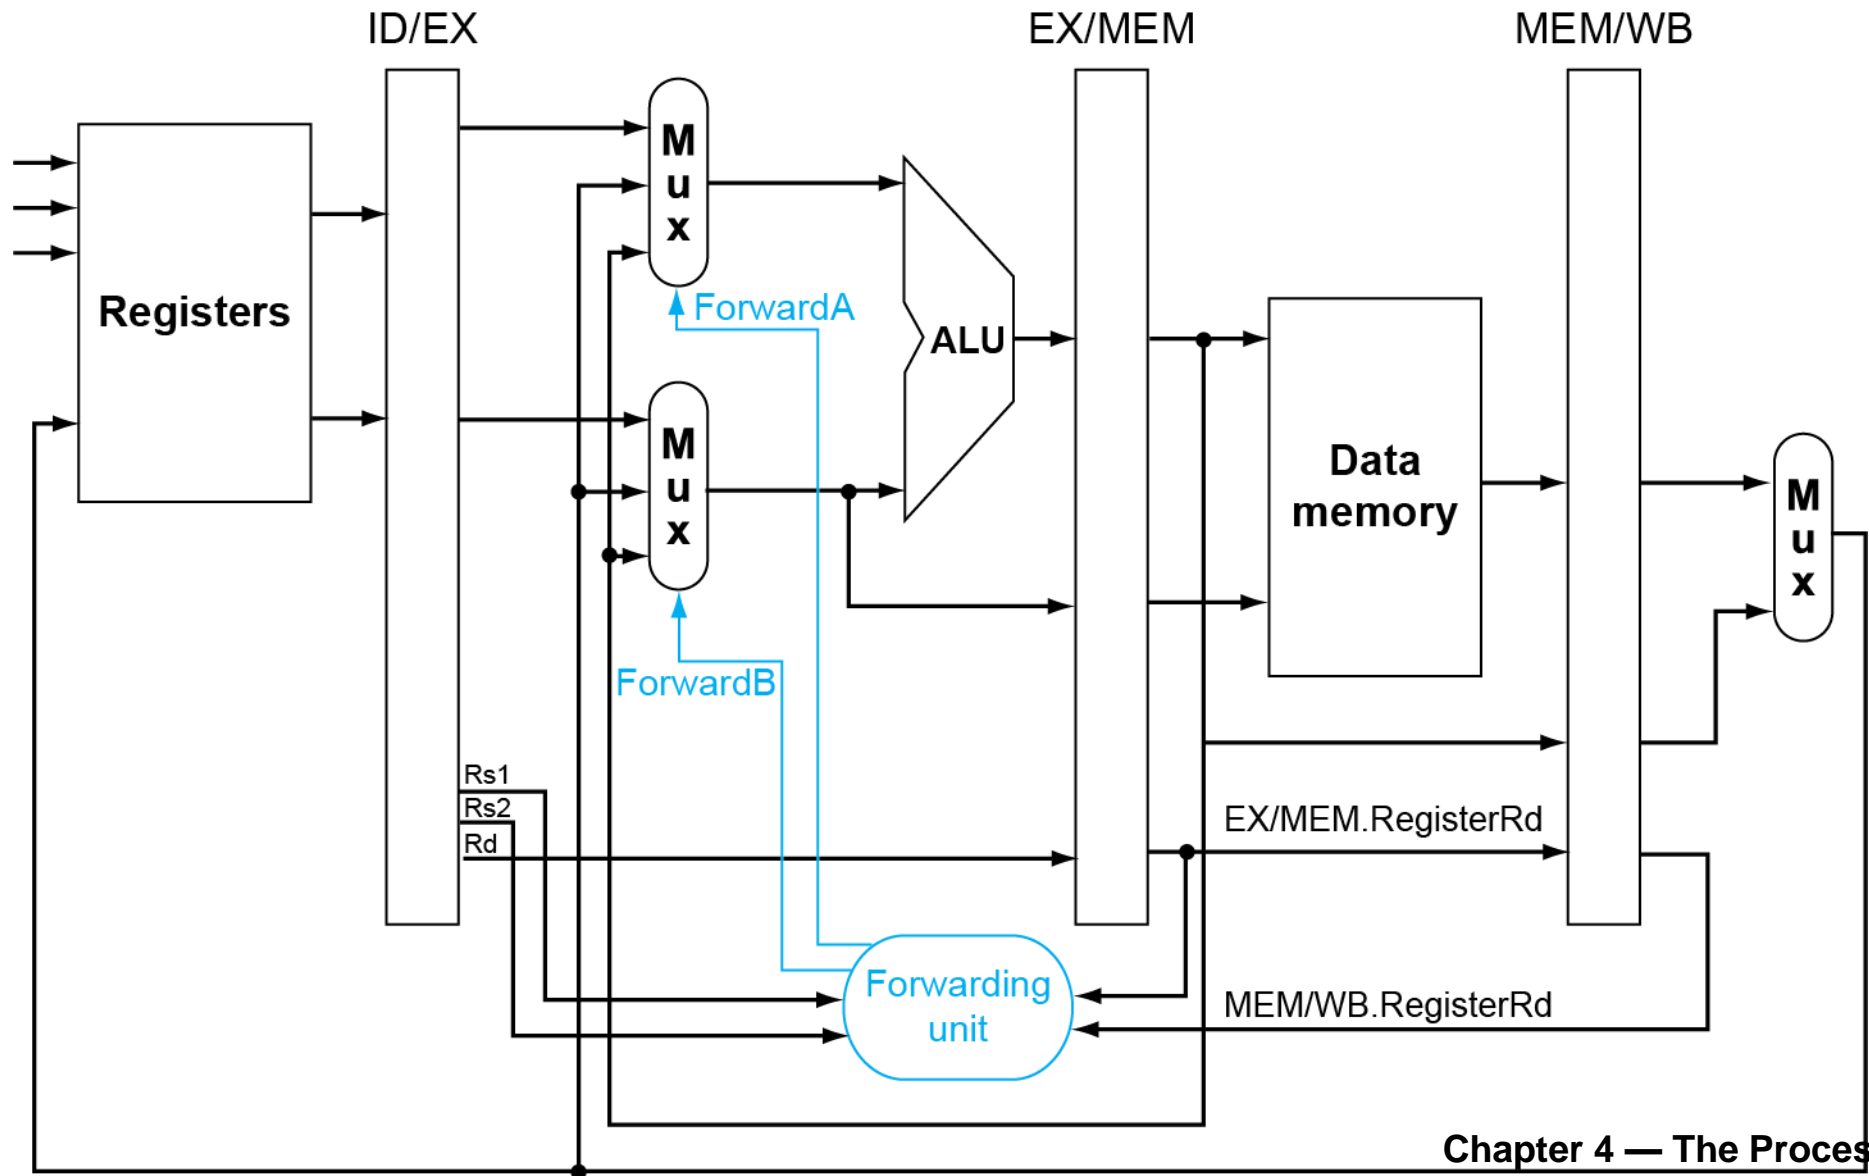 ID/EX
EX/MEM
MEM/WB
M
u
x
Registers
ForwardA
ALU
M
u
x
Data
memory
M
u
x
ForwardB
Rs1
Rs2
Rd
EX/MEM.RegisterRd
Forwarding
unit
MEM/WB.RegisterRd
Chapter 4 — The Proces